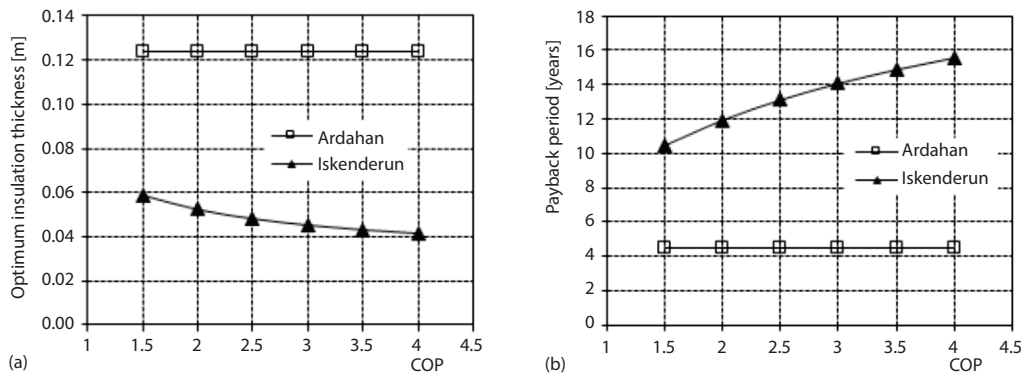 Optimum insulation thickness [m]
0.14
0.12
0.10
0.08
0.06
0.04
0.02
0.00
Ardahan
Iskenderun
1 1.5 2 2.5 3 3.5 4 4.5
COP
(a)
Payback period [years]
18
16
14
12
10
8
6
4
2
0
Ardahan
Iskenderun
1 1.5 2 2.5 3 3.5 4 4.5
COP
(b)